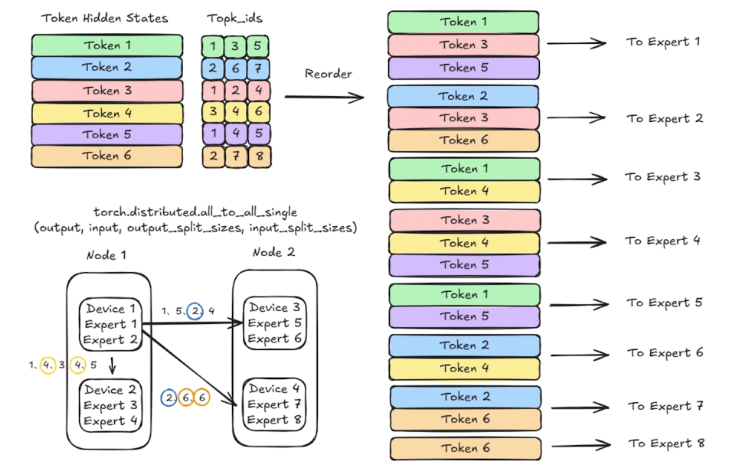 Token Hidden States
Topk_ids
Token 1
1 3 5
Token 2
2 6 7
Token 3
1 2 4
Token 4
3 4 6
Token 5
1 4 5
Token 6
2 7 8
Reorder
Token 1
Token 3
Token 5
To Expert 1
Token 2
Token 3
Token 6
To Expert 2
Token 1
Token 4
To Expert 3
Token 3
Token 4
Token 5
To Expert 4
Token 1
Token 5
To Expert 5
Token 2
Token 4
To Expert 6
Token 2
Token 6
To Expert 7
Token 6
To Expert 8
torch.distributed.all_to_all_single
(output, input, output_split_sizes, input_split_sizes)
Node 1
Node 2
Device 1
Expert 1
Expert 2
1, 5, 2, 4
Device 3
Expert 5
Expert 6
1, 4, 3, 4, 5
Device 2
Expert 3
Expert 4
2, 6, 6
Device 4
Expert 7
Expert 8